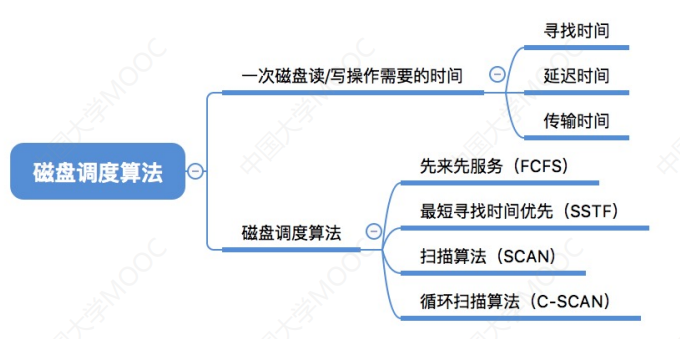 磁盘调度算法
一次磁盘读/写操作需要的时间
寻找时间
延迟时间
传输时间
磁盘调度算法
先来先服务（FCFS）
最短寻找时间优先（SSTF）
扫描算法（SCAN）
循环扫描算法（C-SCAN）
中国大学MOOC
中国大学MOOC
中国大学MOOC
中国大学MOOC